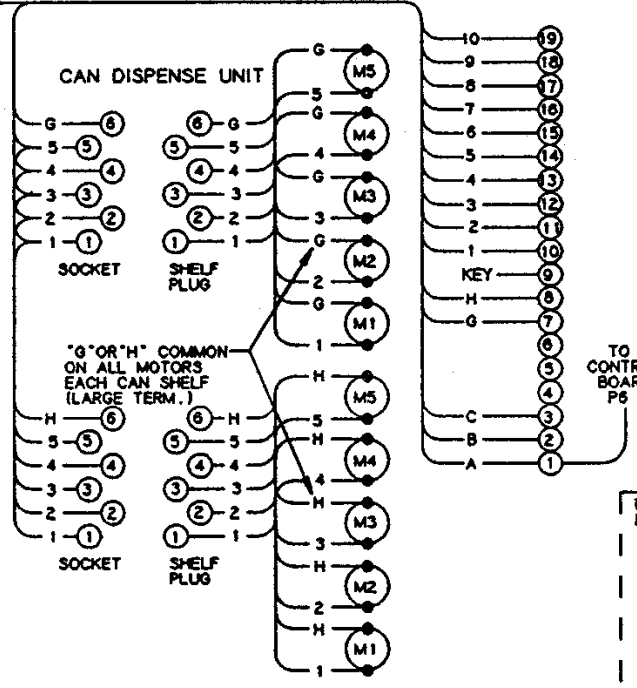 CAN DISPENSE UNIT
G 6
5 5
4 4
3 3
2 2
1 1
SOCKET
6 G
5 5
4 4
3 3
2 2
1 1
SHELF
PLUG
G
M5
5
G
M4
4
G
M3
3
G
M2
2
G
M1
1
"G"OR"H" COMMON
ON ALL MOTORS
EACH CAN SHELF
(LARGE TERM.)
H 6
5 5
4 4
3 3
2 2
1 1
SOCKET
6 H
5 5
4 4
3 3
2 2
1 1
SHELF
PLUG
H
M5
5
H
M4
4
H
M3
3
H
M2
2
H
M1
1
10 19
9 18
8 17
7 16
6 15
5 14
4 13
3 12
2 11
1 10
KEY 9
H 8
G 7
6
5
4
C 3
B 2
A 1
TO
CONTR
BOAR
P6